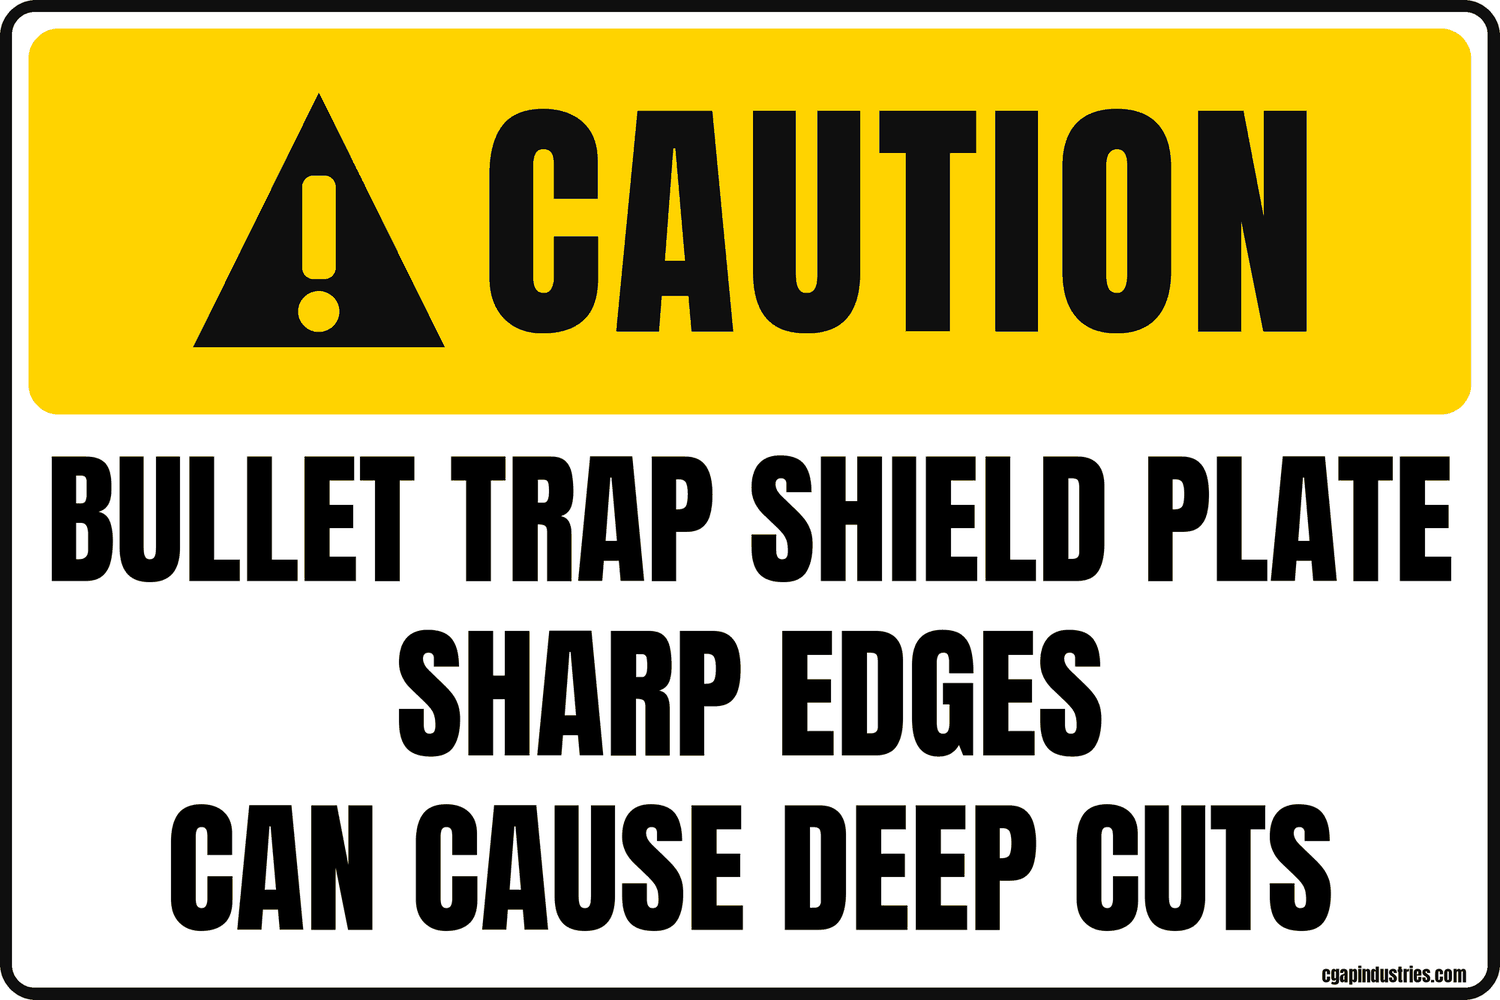 CAUTION
BULLET TRAP SHIELD PLATE
SHARP EDGES
CAN CAUSE DEEP CUTS
cgapindustries.com